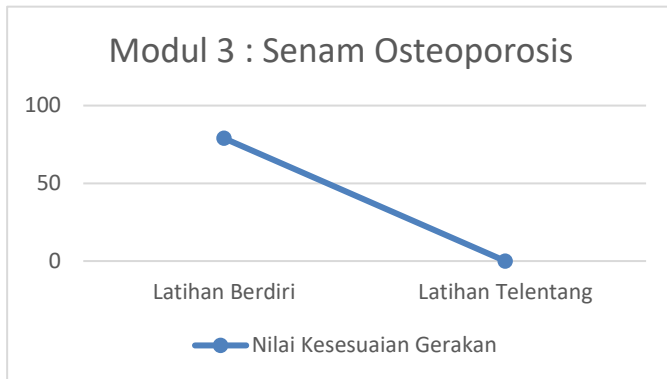 Modul 3 : Senam Osteoporosis
100
50
0
Latihan Berdiri
Latihan Telentang
Nilai Kesesuaian Gerakan